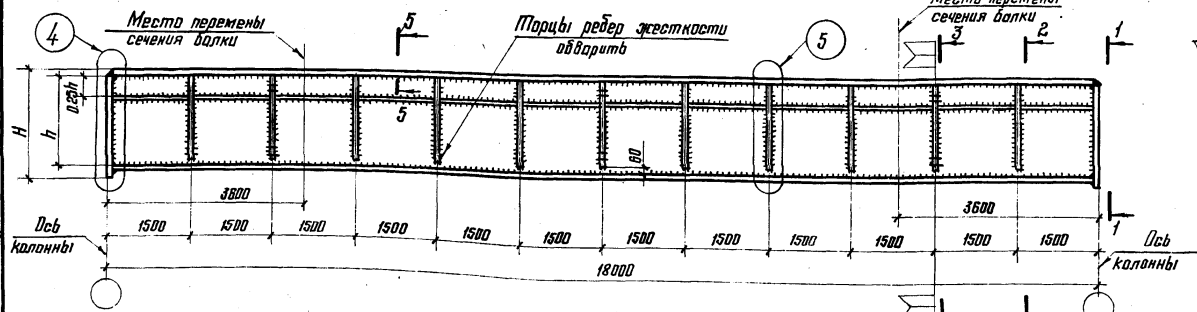 Место перемены
сечения балки
4
5
5
Торцы ребер жесткости
обварить
5
Место перемены
сечения балки
3
2
1
H
h
0.25h
60
3600
3600
1
1500
1500
1500
1500
1500
1500
1500
1500
1500
1500
1500
1500
Ось
колонны
18000
Ось
колонны